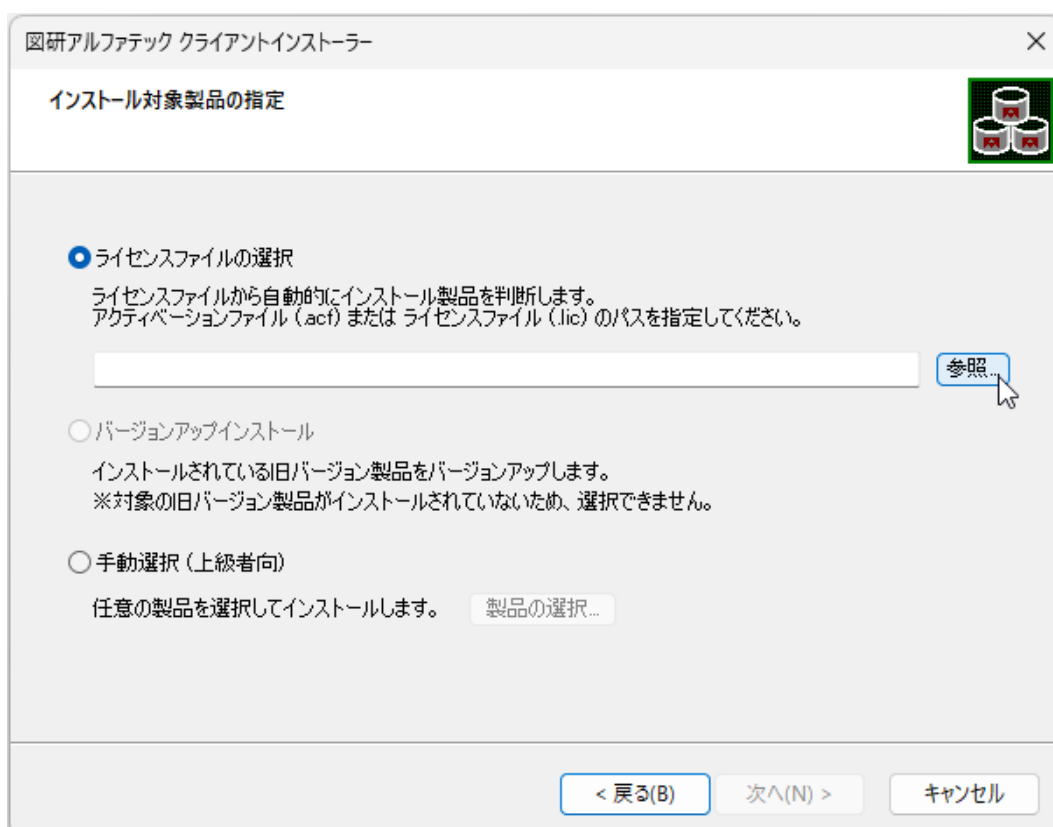 図研アルファテック クライアントインストーラー
インストール対象製品の指定
ライセンスファイルの選択
ライセンスファイルから自動的にインストール製品を判断します。
アクティベーションファイル (.acf) または ライセンスファイル (.lic) のパスを指定してください。
参照...
バージョンアップインストール
インストールされている旧バージョン製品をバージョンアップします。
※対象の旧バージョン製品がインストールされていないため、選択できません。
手動選択 (上級者向)
任意の製品を選択してインストールします。 製品の選択...
< 戻る(B) 次へ(N) > キャンセル